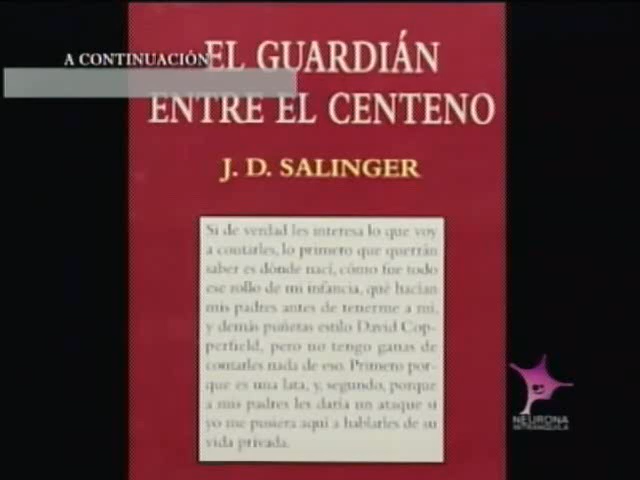 A CONTINUACIÓN
EL GUARDIÁN
ENTRE EL CENTENO
J. D. SALINGER
Si de verdad les interesa lo que voy
a contarles, lo primero que querrán
saber es dónde nací, cómo fue todo
ese rollo de mi infancia, qué hacían
mis padres antes de tenerme a mí,
y demás puñetas estilo David Cop-
perfield, pero no tengo ganas de
contarles nada de eso. Primero por-
que es una lata, y, segundo, porque
a mis padres les daría un ataque si
yo me pusiera aquí a hablarles de su
vida privada.
NEURONA
INTRANQUILA